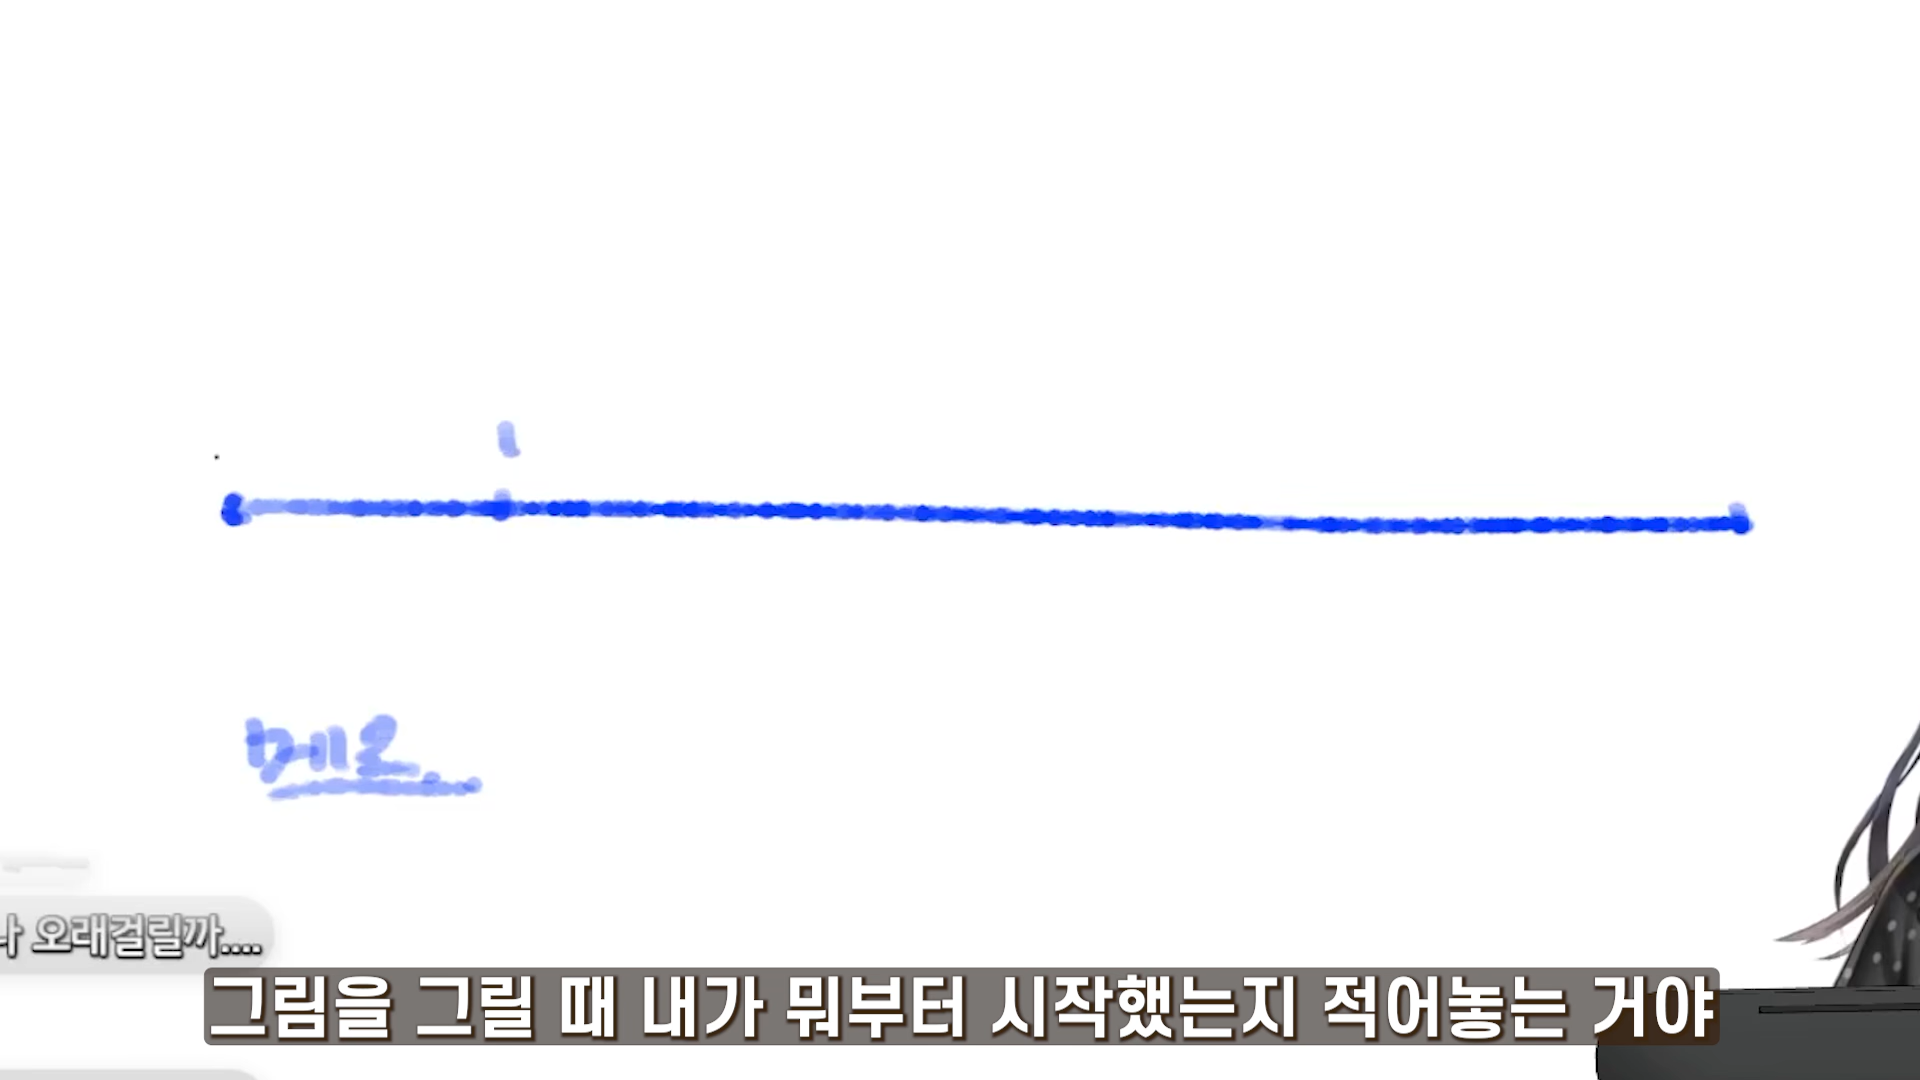 메로
나 오래걸릴까....
그림을 그릴 때 내가 뭐부터 시작했는지 적어놓는 거야